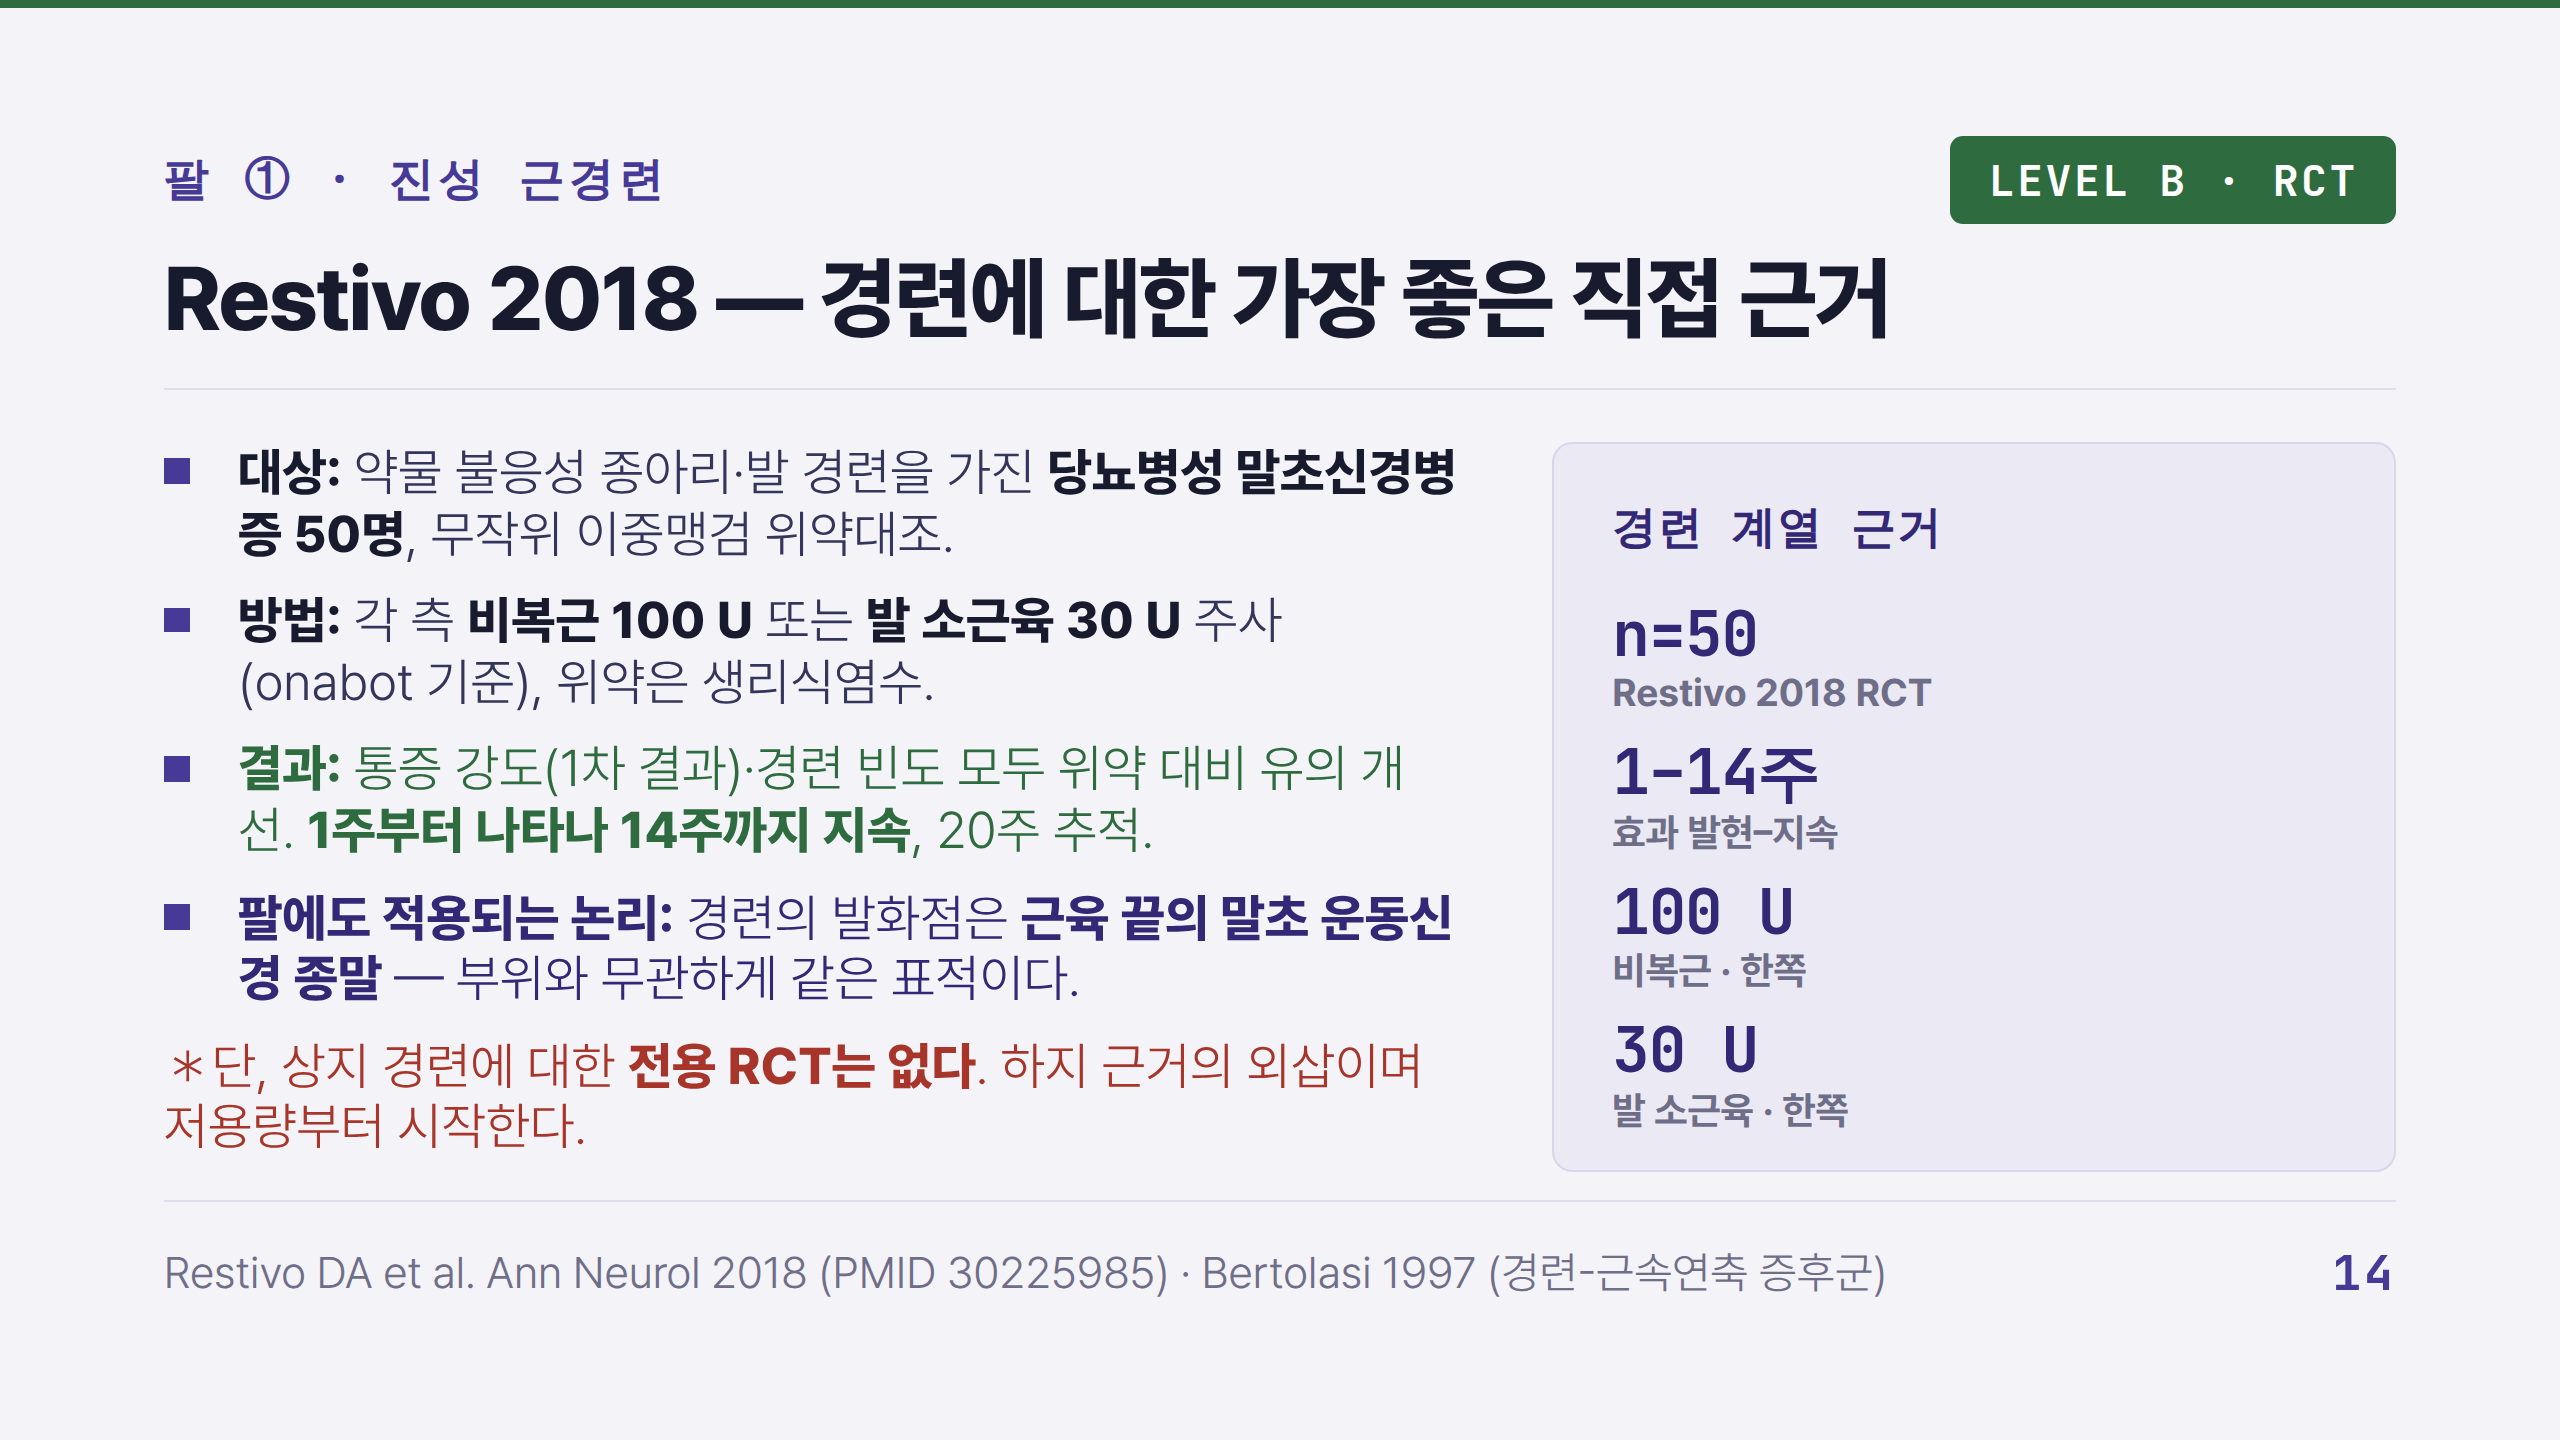 팔 ① · 진성 근경련
LEVEL B · RCT
Restivo 2018 — 경련에 대한 가장 좋은 직접 근거
대상: 약물 불응성 종아리·발 경련을 가진 당뇨병성 말초신경병
증 50명, 무작위 이중맹검 위약대조.
방법: 각 측 비복근 100 U 또는 발 소근육 30 U 주사
(onabot 기준), 위약은 생리식염수.
결과: 통증 강도(1차 결과)·경련 빈도 모두 위약 대비 유의 개
선. 1주부터 나타나 14주까지 지속, 20주 추적.
팔에도 적용되는 논리: 경련의 발화점은 근육 끝의 말초 운동신
경 종말 — 부위와 무관하게 같은 표적이다.
＊단, 상지 경련에 대한 전용 RCT는 없다. 하지 근거의 외삽이며
저용량부터 시작한다.
경련 계열 근거
n=50
Restivo 2018 RCT
1–14주
효과 발현–지속
100 U
비복근 · 한쪽
30 U
발 소근육 · 한쪽
Restivo DA et al. Ann Neurol 2018 (PMID 30225985) · Bertolasi 1997 (경련-근속연축 증후군)
14